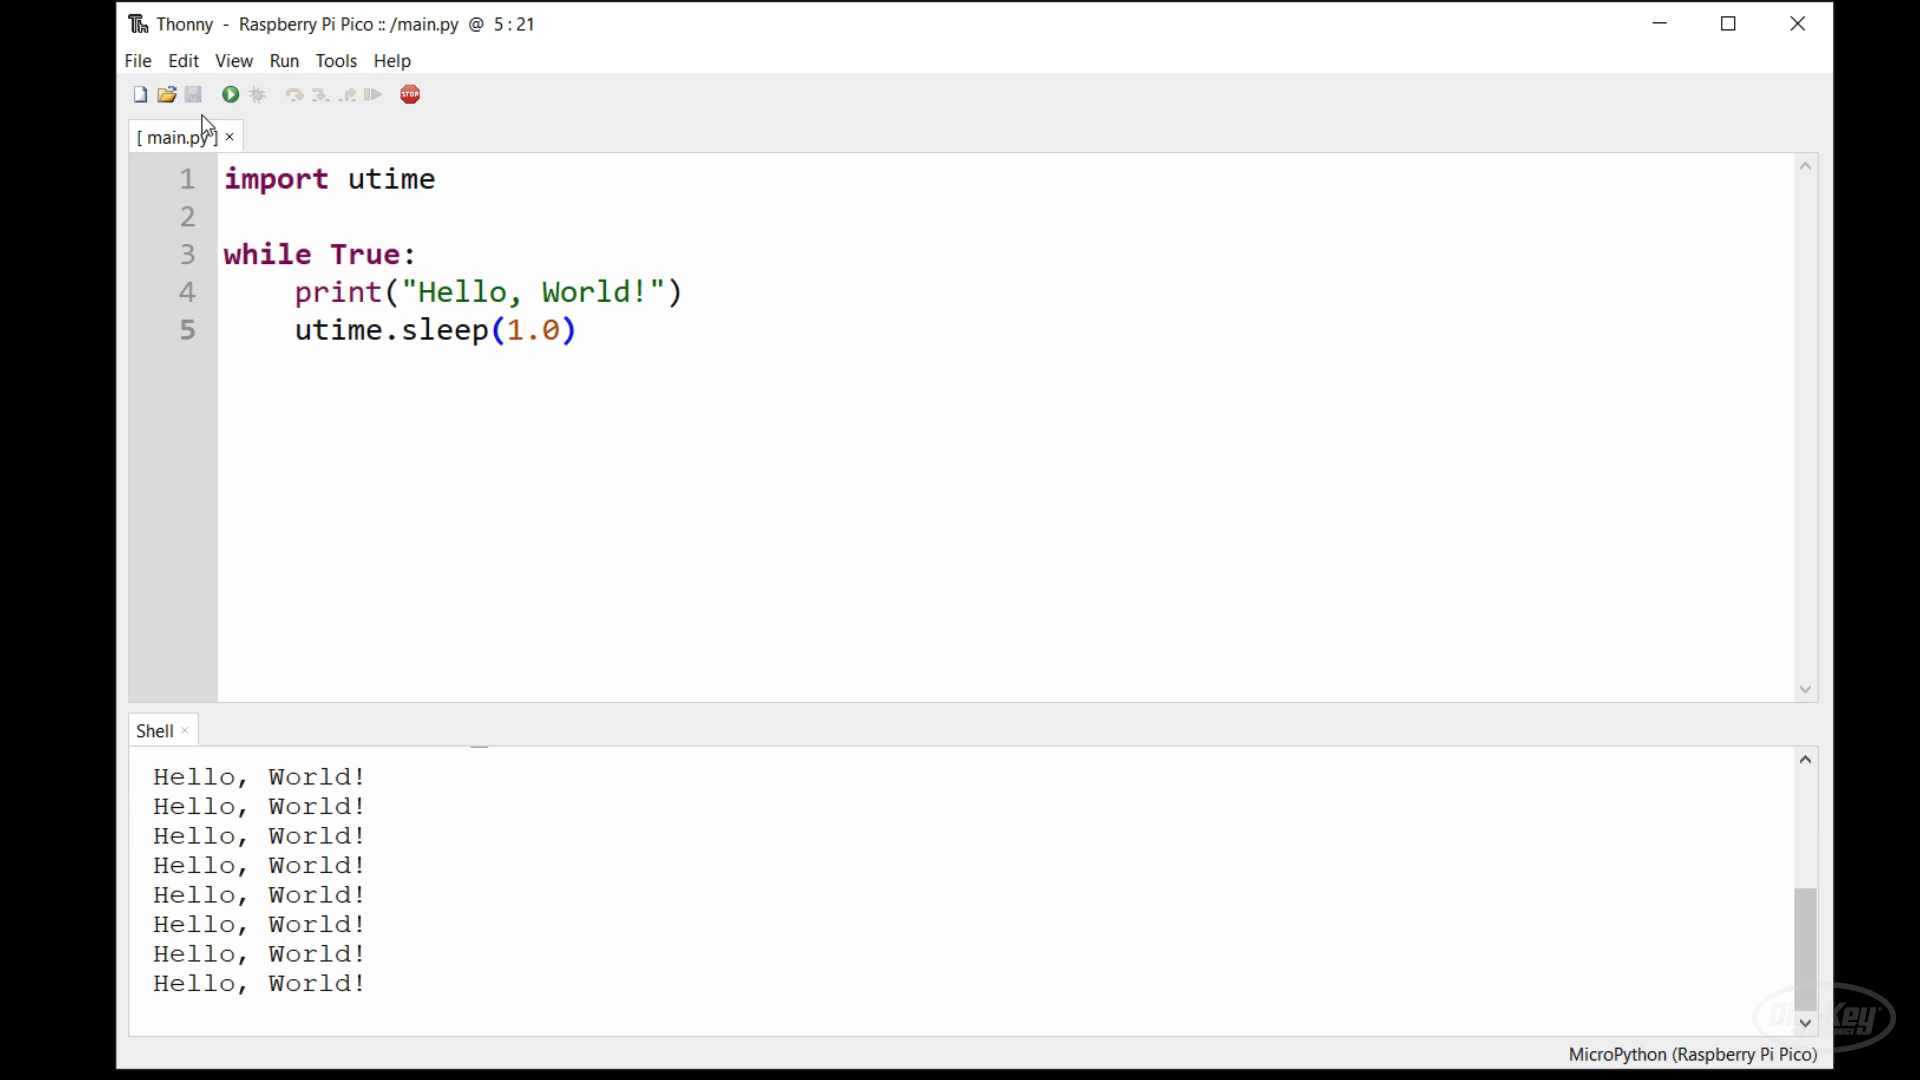 Thonny - Raspberry Pi Pico :: /main.py @ 5 : 21
File Edit View Run Tools Help
STOP
[ main.py ] ×
1 import utime
2
3 while True:
4     print("Hello, World!")
5     utime.sleep(1.0)
Shell ×
Hello, World!
Hello, World!
Hello, World!
Hello, World!
Hello, World!
Hello, World!
Hello, World!
Hello, World!
MicroPython (Raspberry Pi Pico)